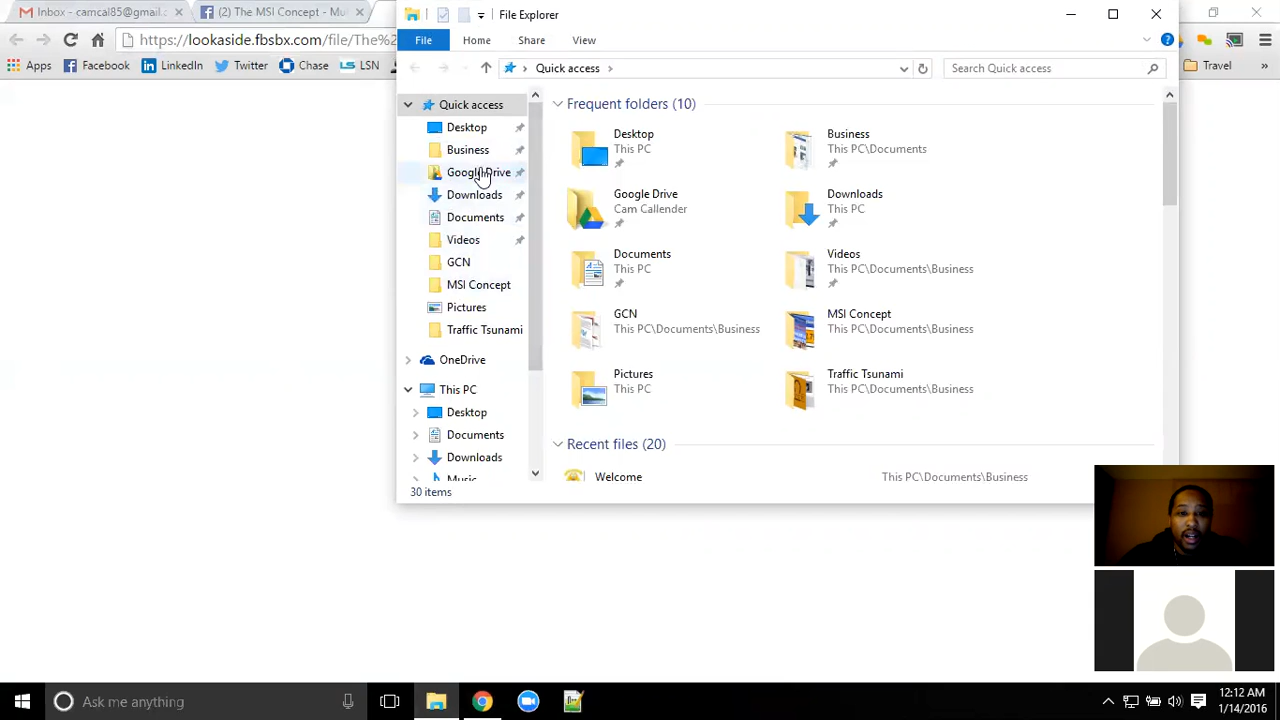 Inbox - camcal85@gmail.
(2) The MSI Concept - Mu
https://lookaside.fbsbx.com/file/The%2
Apps
Facebook
LinkedIn
Twitter
Chase
LSN
Travel
File Explorer
File
Home
Share
View
Quick access
Search Quick access
Quick access
Desktop
Business
Google Drive
Downloads
Documents
Videos
GCN
MSI Concept
Pictures
Traffic Tsunami
OneDrive
This PC
Desktop
Documents
Downloads
Music
Frequent folders (10)
Desktop
This PC
Business
This PC\Documents
Google Drive
Cam Callender
Downloads
This PC
Documents
This PC
Videos
This PC\Documents\Business
GCN
This PC\Documents\Business
MSI Concept
This PC\Documents\Business
Pictures
This PC
Traffic Tsunami
This PC\Documents\Business
Recent files (20)
Welcome
This PC\Documents\Business
30 items
Ask me anything
12:12 AM
1/14/2016